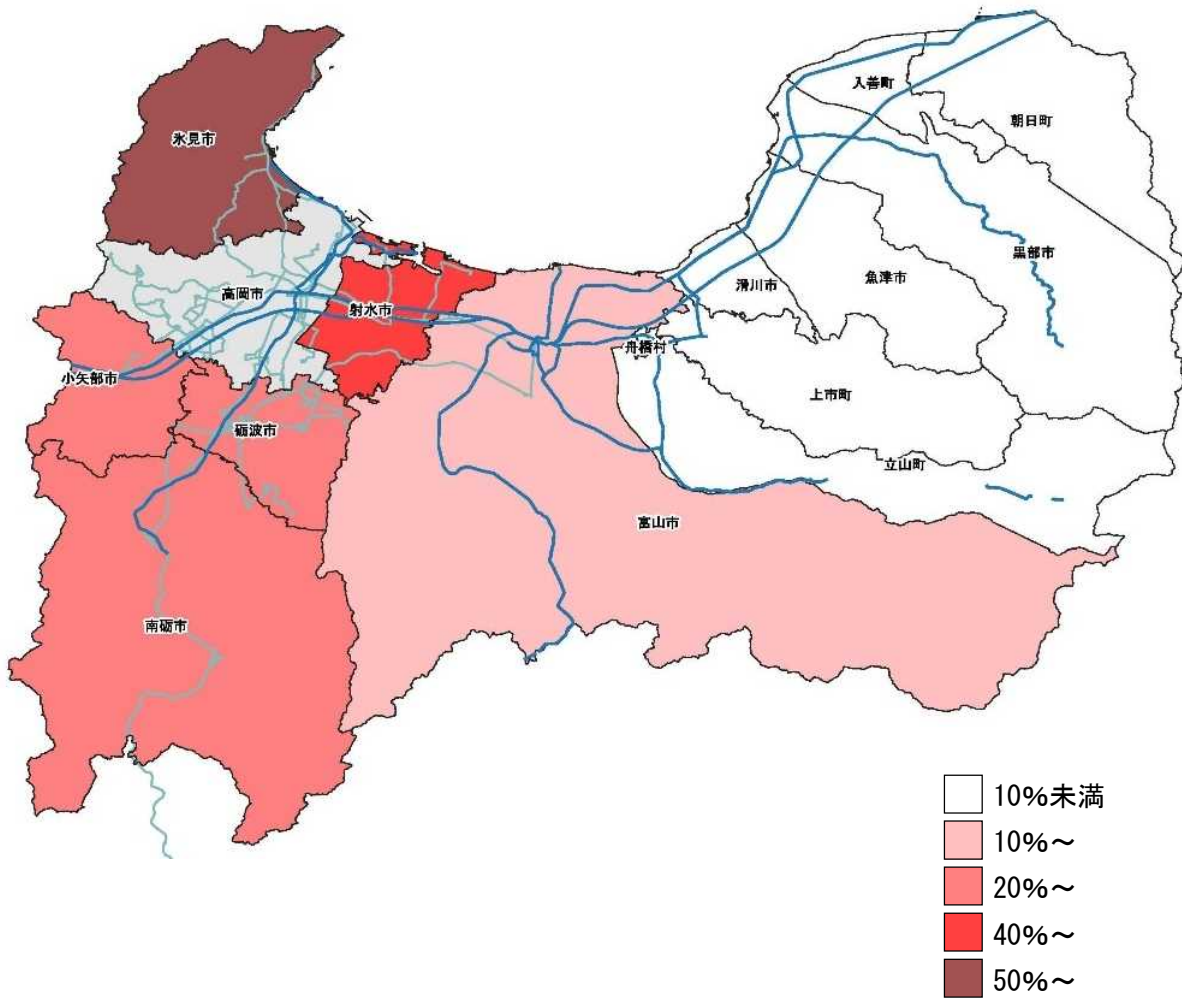 入善町
朝日町
氷見市
黒部市
魚津市
滑川市
高岡市
射水市
舟橋村
小矢部市
上市町
砺波市
立山町
富山市
南砺市
10%未満
10%～
20%～
40%～
50%～